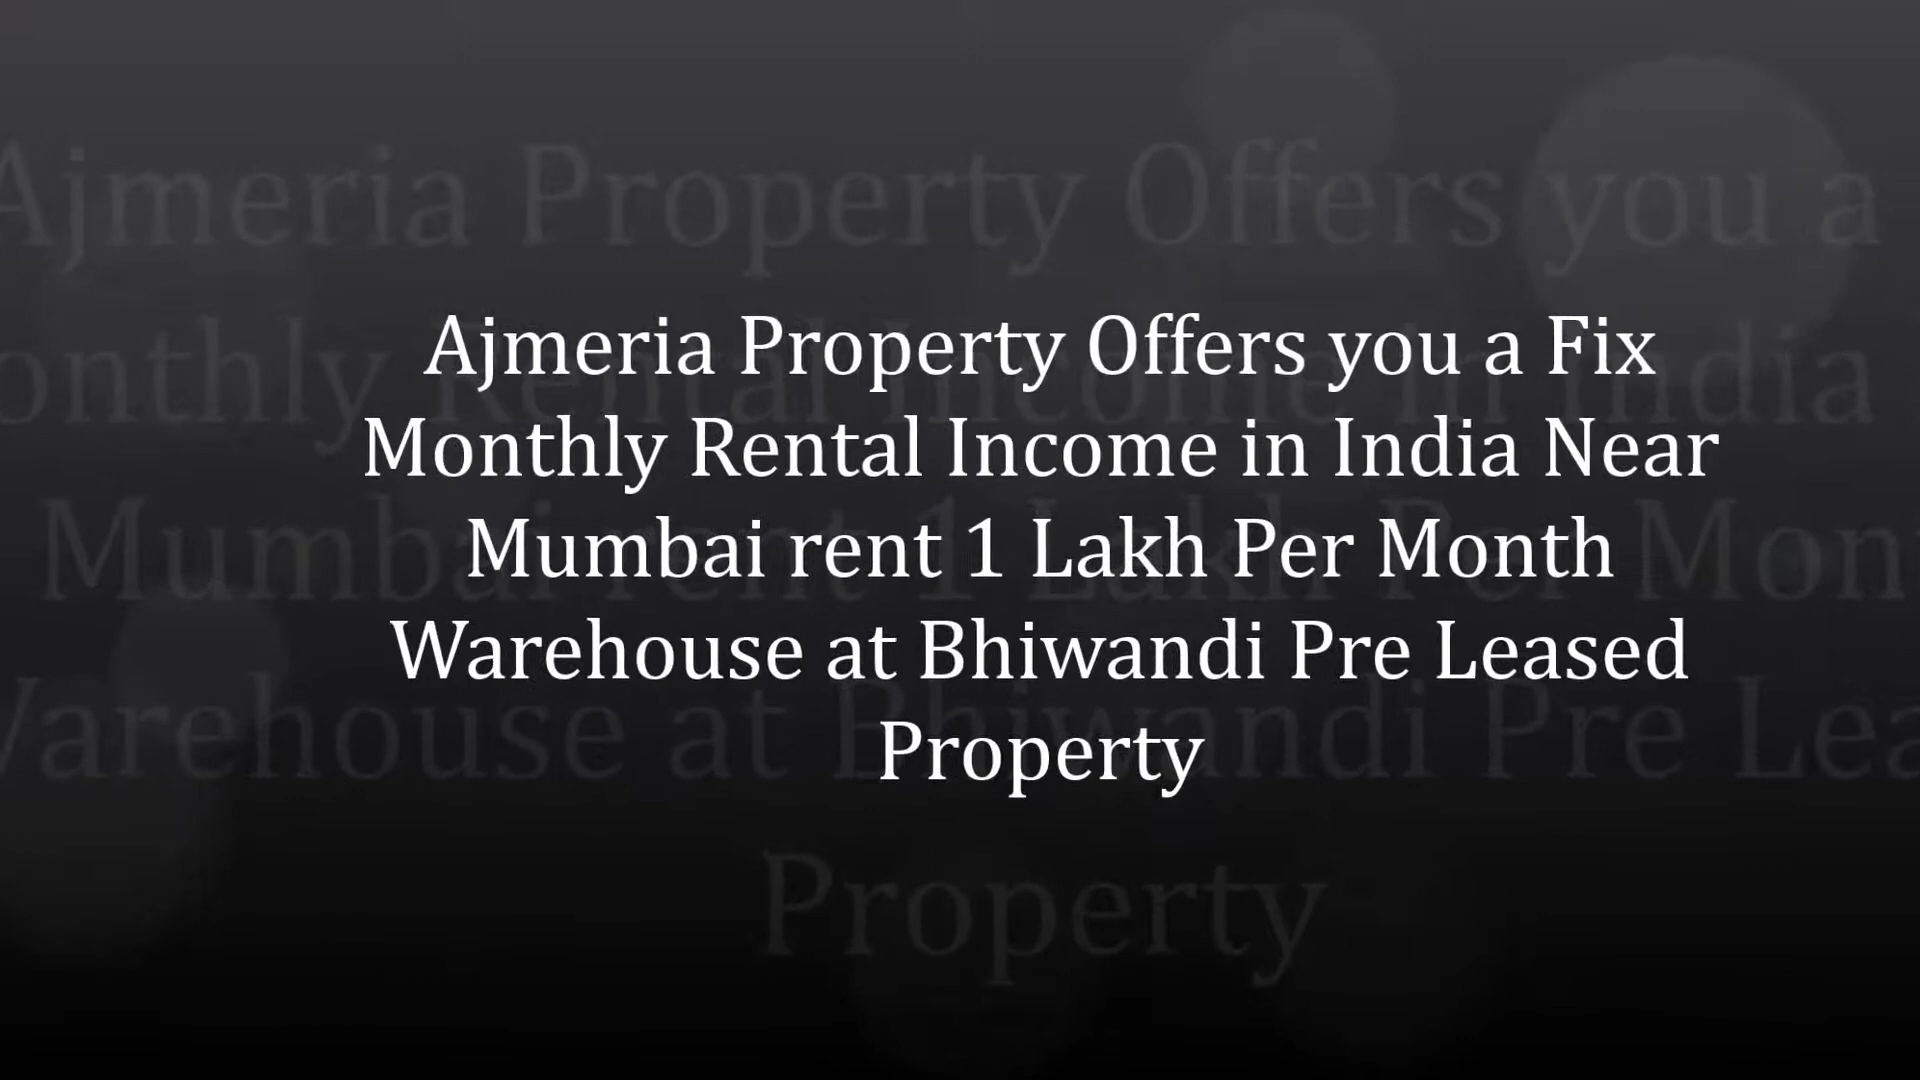 Ajmeria Property Offers you a Fix
Monthly Rental Income in India Near
Mumbai rent 1 Lakh Per Month
Warehouse at Bhiwandi Pre Leased
Property